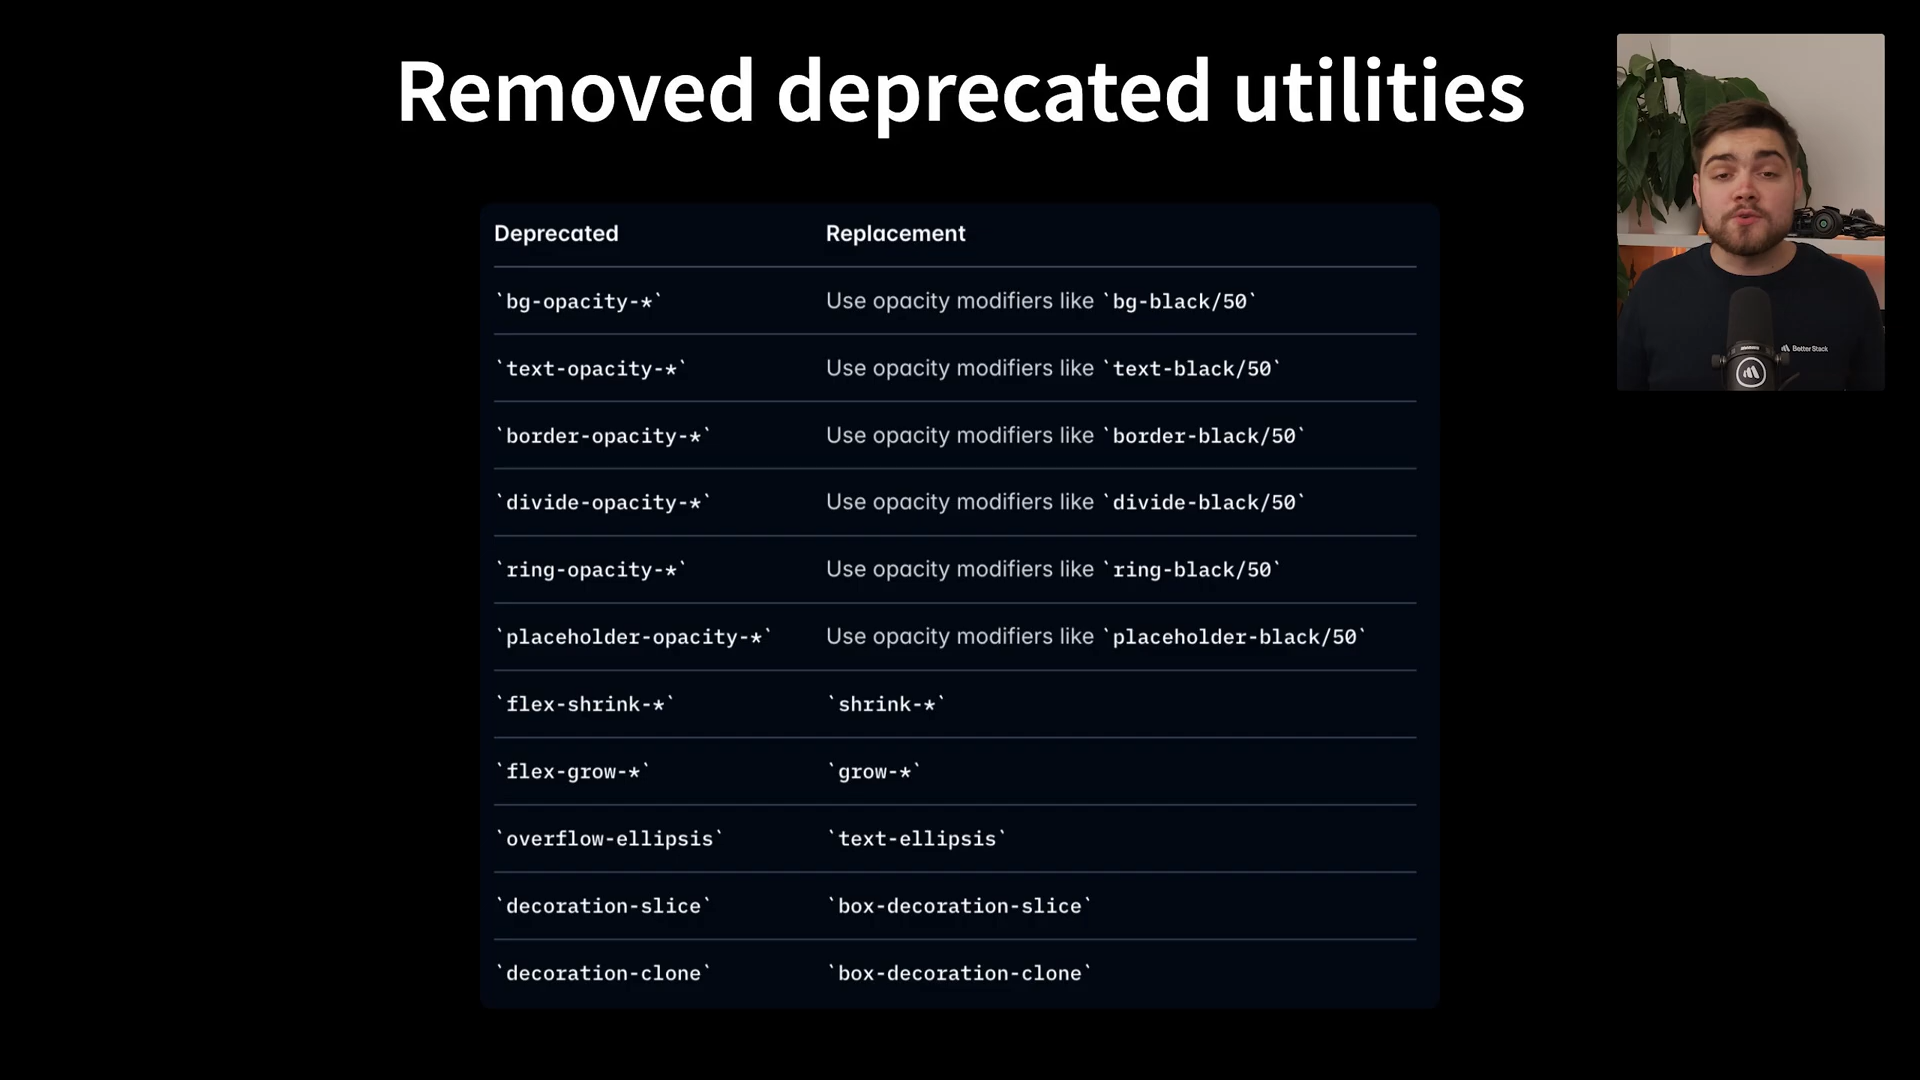 Removed deprecated utilities
Deprecated Replacement
`bg-opacity-*` Use opacity modifiers like `bg-black/50`
`text-opacity-*` Use opacity modifiers like `text-black/50`
`border-opacity-*` Use opacity modifiers like `border-black/50`
`divide-opacity-*` Use opacity modifiers like `divide-black/50`
`ring-opacity-*` Use opacity modifiers like `ring-black/50`
`placeholder-opacity-*` Use opacity modifiers like `placeholder-black/50`
`flex-shrink-*` `shrink-*`
`flex-grow-*` `grow-*`
`overflow-ellipsis` `text-ellipsis`
`decoration-slice` `box-decoration-slice`
`decoration-clone` `box-decoration-clone`
Better Stack